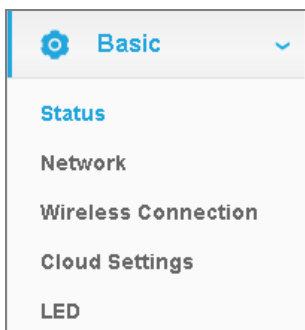 Basic
Status
Network
Wireless Connection
Cloud Settings
LED